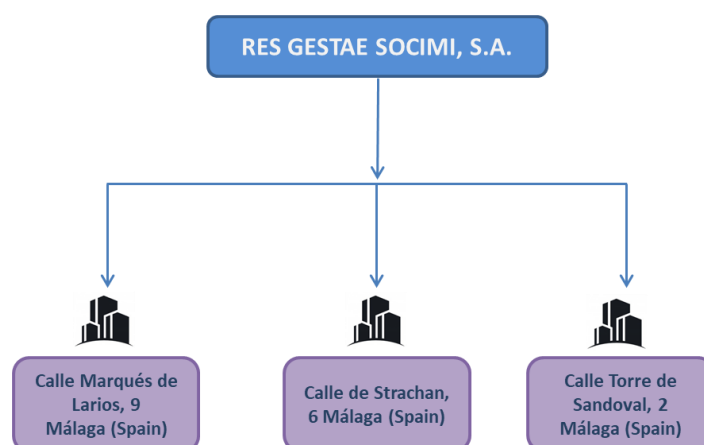 RES GESTAE SOCIMI, S.A.
Calle Marqués de
Larios, 9
Málaga (Spain)
Calle de Strachan,
6 Málaga (Spain)
Calle Torre de
Sandoval, 2
Málaga (Spain)